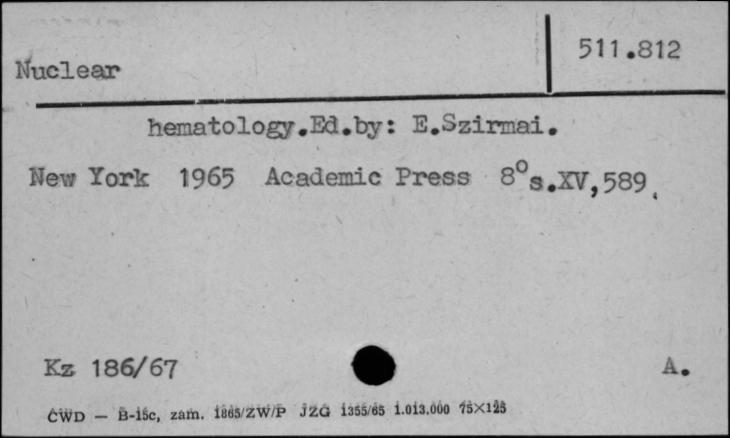 511.812
Nuclear
hematology.Ed.by: E.Szirmai.
New York 1965 Academic Press 8°s.XV,589.
Kz 186/67 A.
CWD — B-15c, zam. 1865/ZW/P JZG 1355/65 1.013.000 75×125